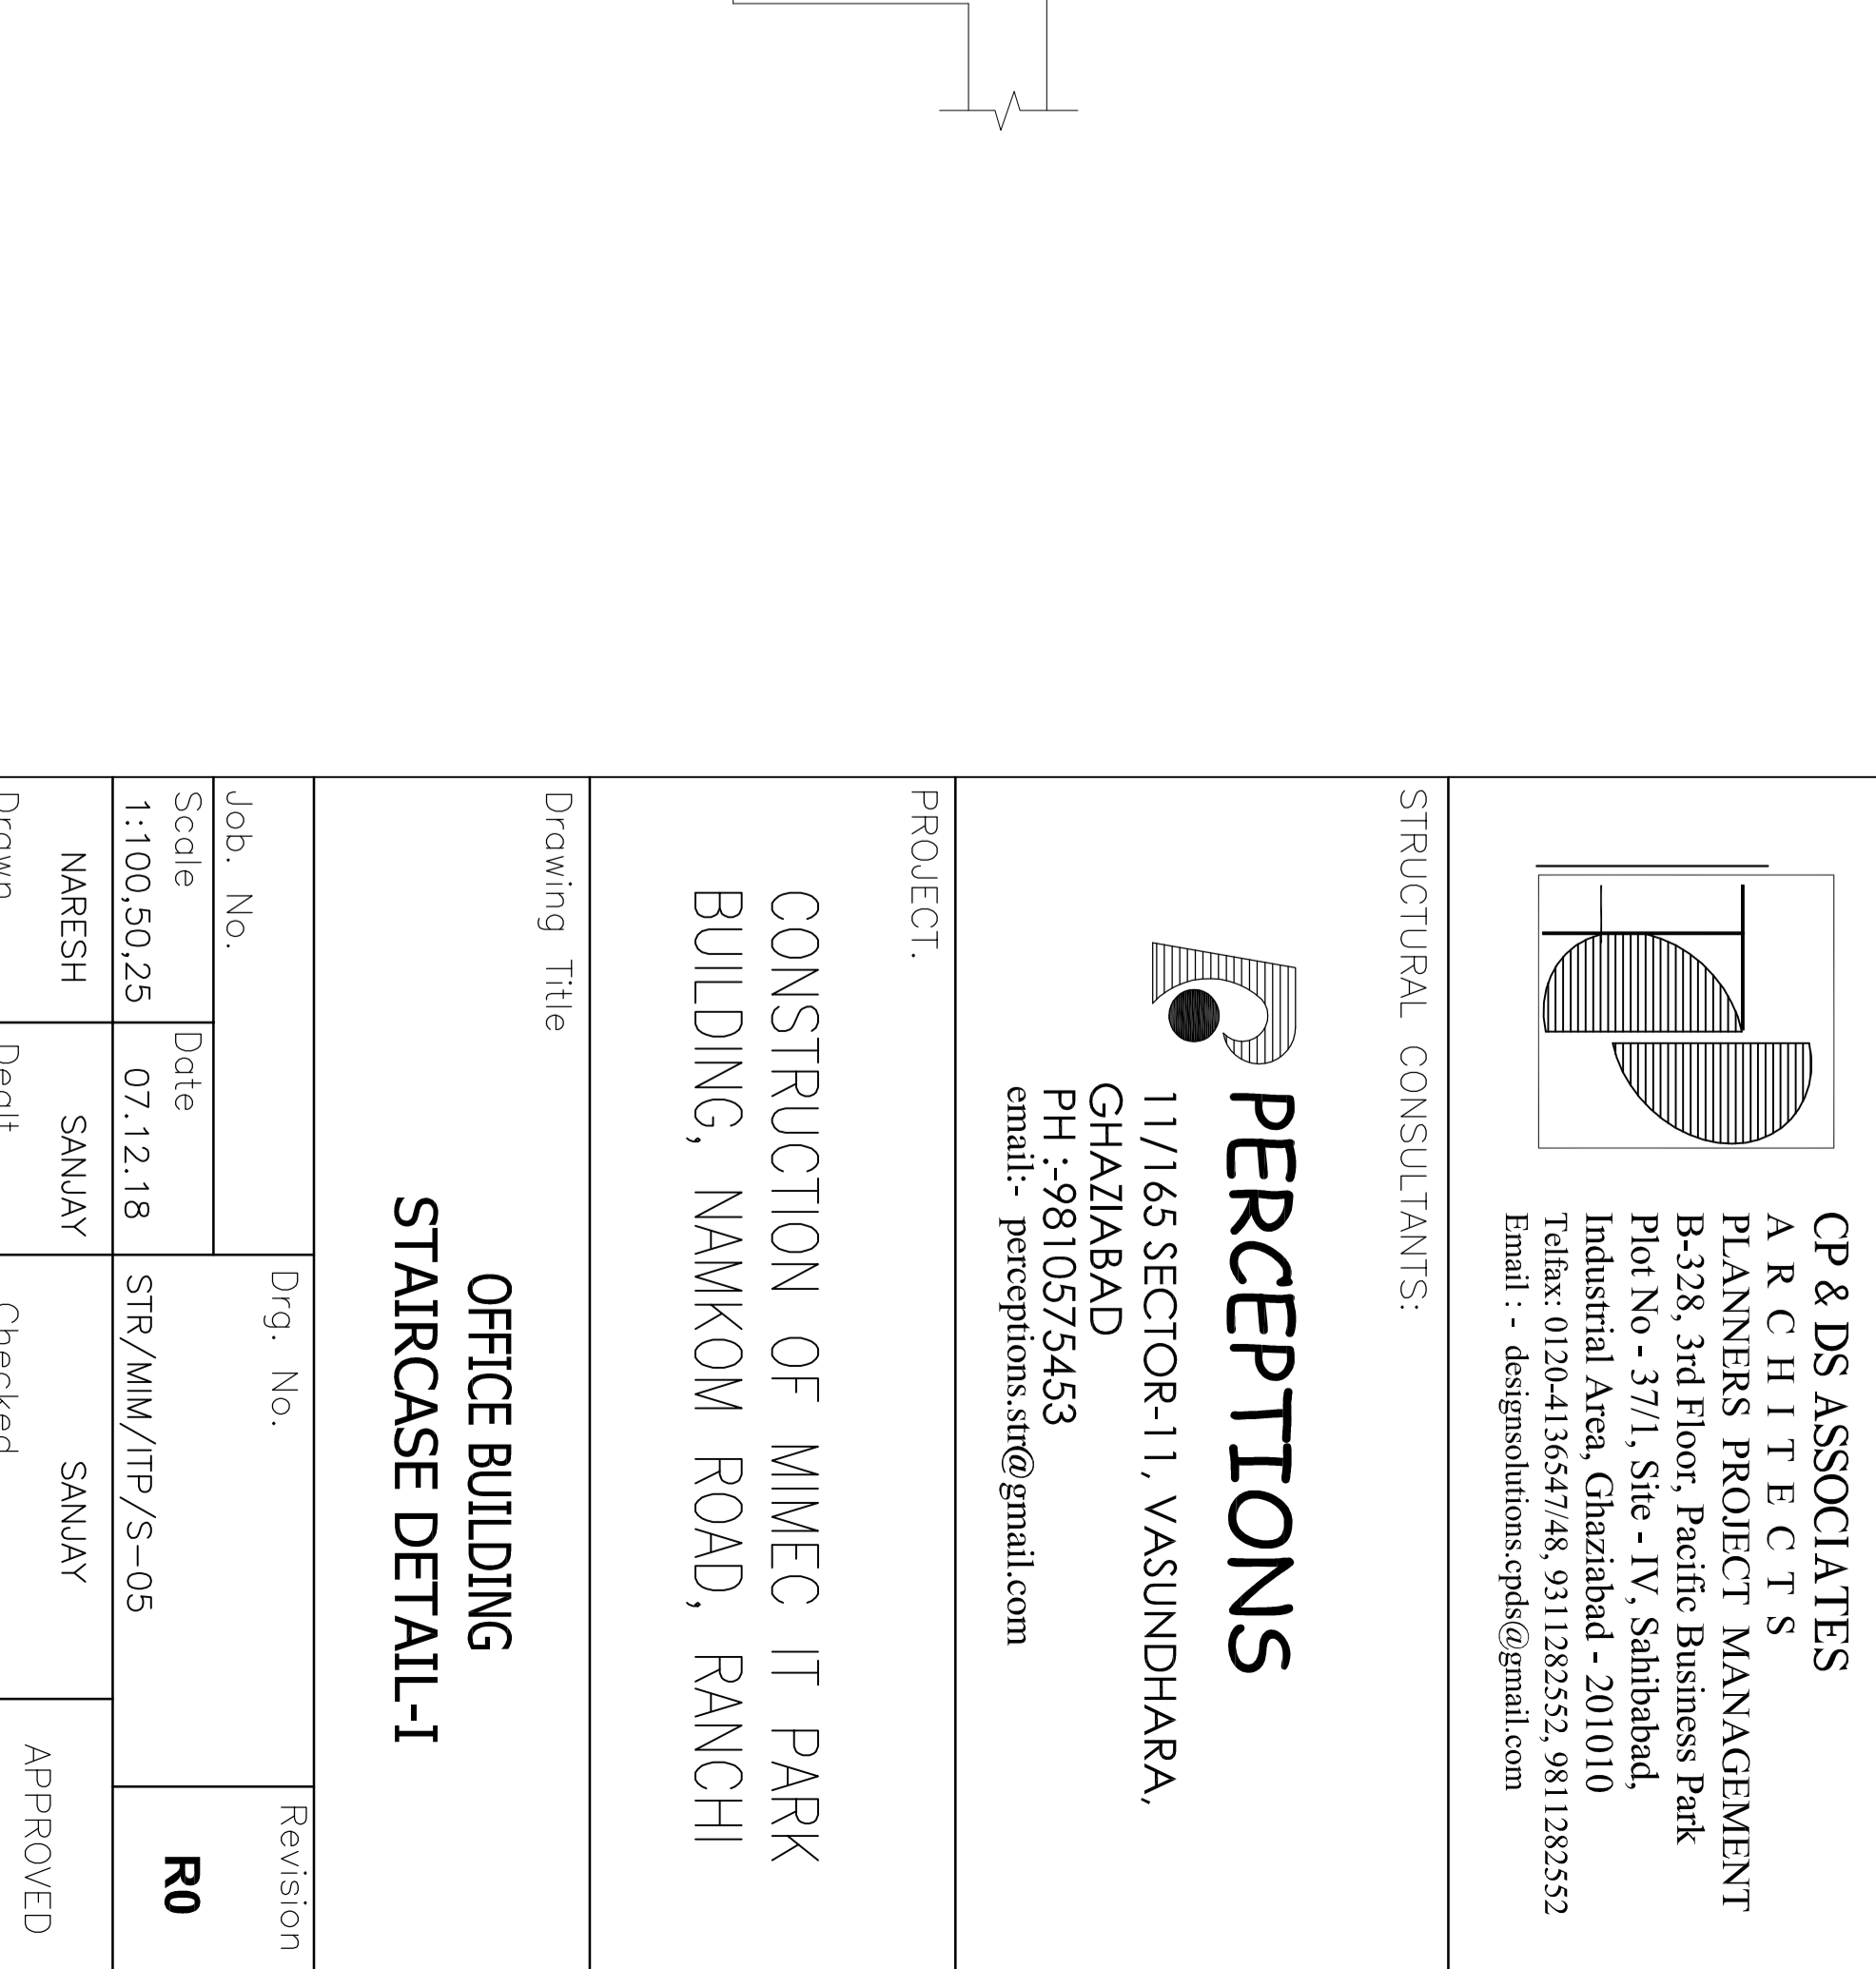 CP & DS ASSOCIATES
A R C H I T E C T S
PLANNERS PROJECT MANAGEMENT
B-328, 3rd Floor, Pacific Business Park
Plot No - 37/1, Site - IV, Sahibabad,
Industrial Area, Ghaziabad - 201010
Telfax: 0120-4136547/48, 9311282552, 9811282552
Email : - designsolutions.cpds@gmail.com
STRUCTURAL CONSULTANTS:
PERCEPTIONS
11/165 SECTOR-11, VASUNDHARA,
GHAZIABAD
PH :-9810575453
email:- perceptions.str@gmail.com
PROJECT.
CONSTRUCTION OF MIMEC IT PARK
BUILDING, NAMKOM ROAD, RANCHI
Drawing Title
OFFICE BUILDING
STAIRCASE DETAIL-I
Job. No.
Drg. No.
Revision
Scale
Date
1:100,50,25
07.12.18
STR/MIM/ITP/S-05
R0
NARESH
SANJAY
SANJAY
APPROVED
Drawn
Dealt
Checked